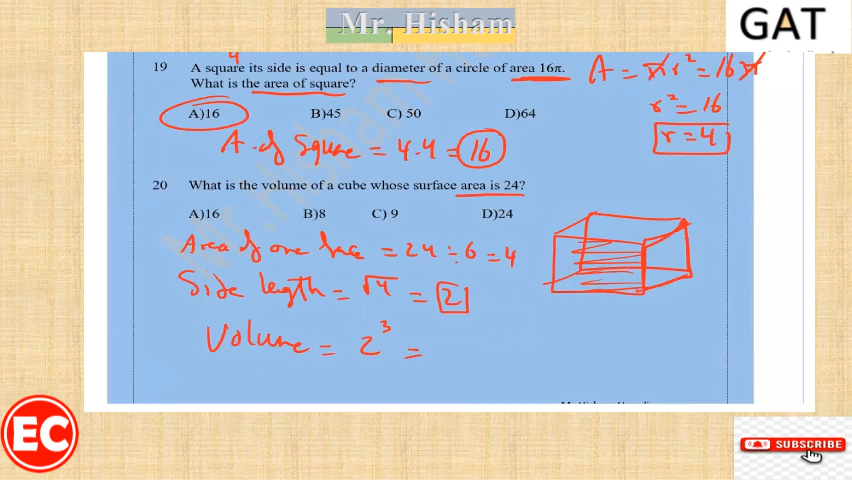 Mr. Hisham
GAT
4
19 A square its side is equal to a diameter of a circle of area 16π.
What is the area of square?
A)16 B)45 C) 50 D)64
A = πr² = 16π
r² = 16
r = 4
A. of Square = 4.4 = 16
20 What is the volume of a cube whose surface area is 24?
A)16 B)8 C) 9 D)24
Area of one face = 24 ÷ 6 = 4
Side length = √4 = 2
Volume = 2³ =
EC
SUBSCRIBE
Mr.Hisham